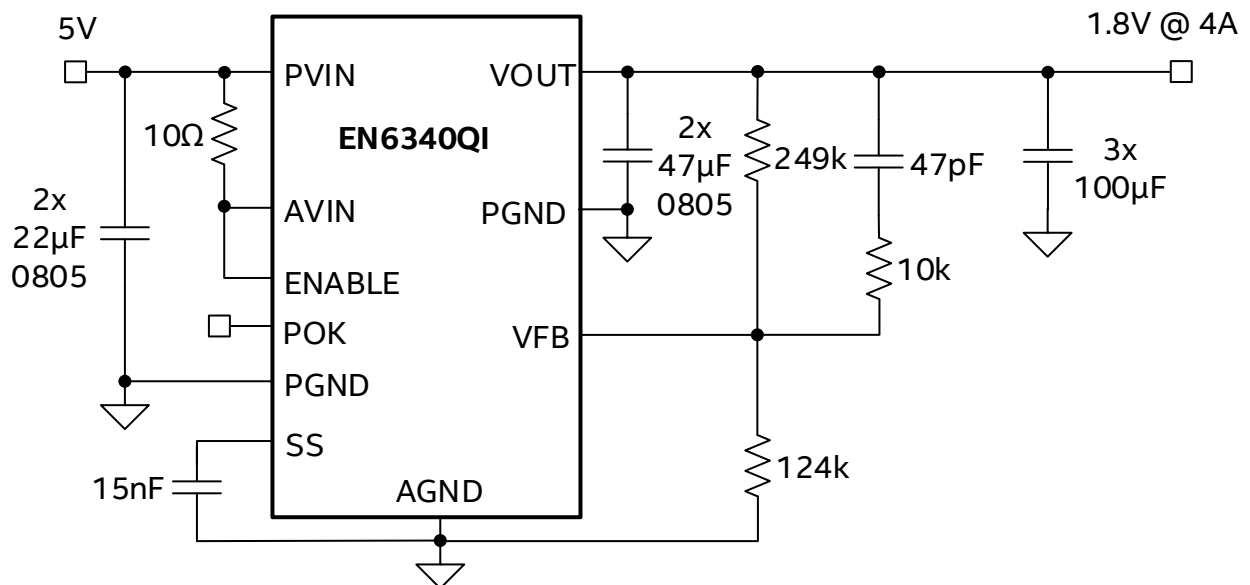 5V
1.8V @ 4A
PVIN
VOUT
10Ω
EN6340QI
2x
47µF
0805
249k
47pF
3x
100µF
2x
22µF
0805
AVIN
PGND
ENABLE
10k
POK
VFB
PGND
SS
15nF
124k
AGND